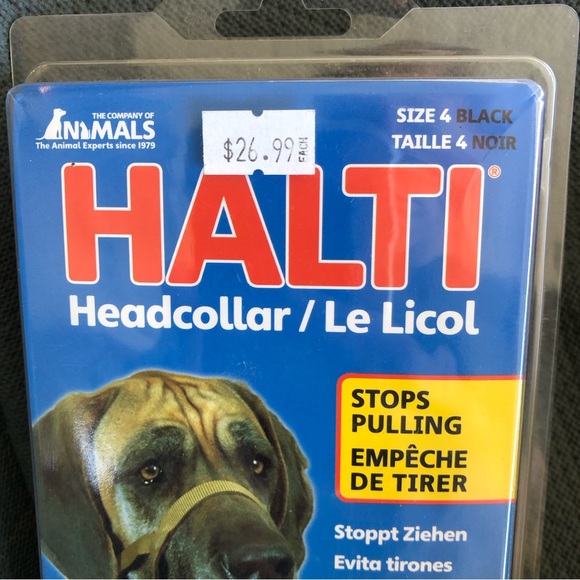 THE COMPANY OF
ANIMALS
The Animal Experts since 1979
$26.99 EACH
SIZE 4 BLACK
TAILLE 4 NOIR
HALTI®
Headcollar / Le Licol
STOPS
PULLING
EMPÊCHE
DE TIRER
Stoppt Ziehen
Evita tirones